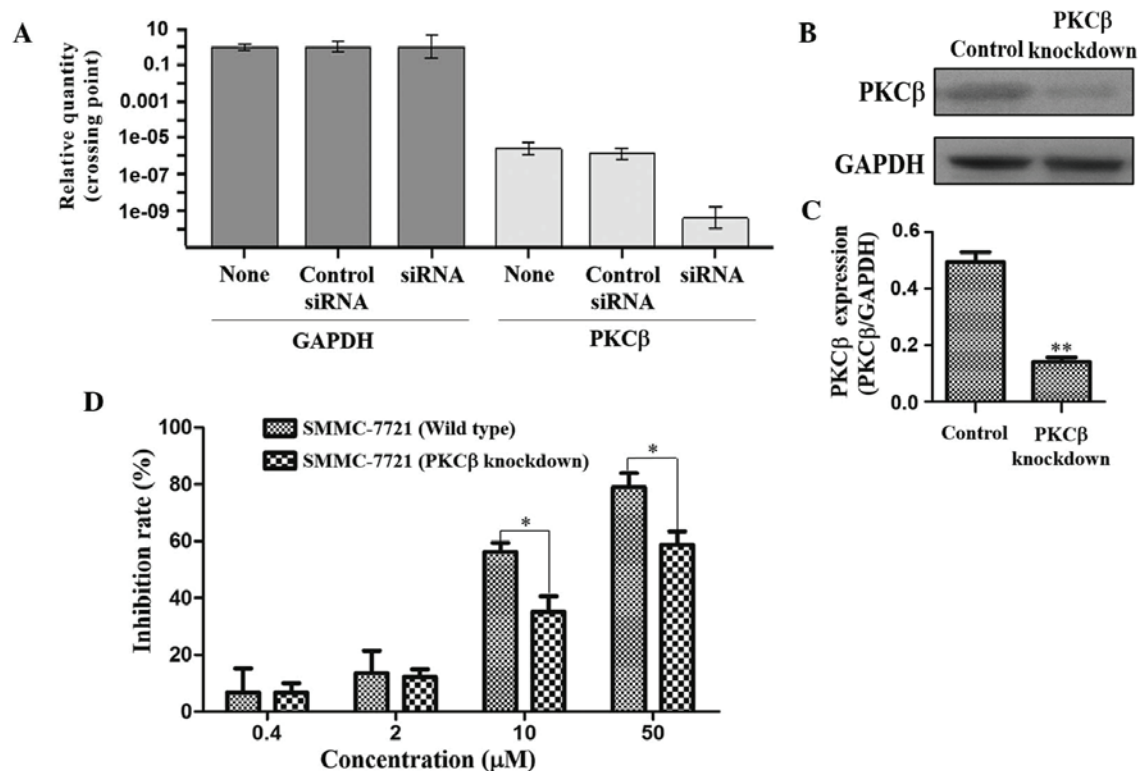 A
Relative quantity
(crossing point)
10
0.1
0.001
1e-05
1e-07
1e-09
None
Control
siRNA
siRNA
None
Control
siRNA
siRNA
GAPDH
PKCβ
B
Control
PKCβ
knockdown
PKCβ
GAPDH
C
PKCβ expression
(PKCβ/GAPDH)
0.6
0.4
0.2
0.0
**
Control
PKCβ
knockdown
D
SMMC-7721 (Wild type)
SMMC-7721 (PKCβ knockdown)
Inhibition rate (%)
100
80
60
40
20
0
*
*
0.4
2
10
50
Concentration (μM)